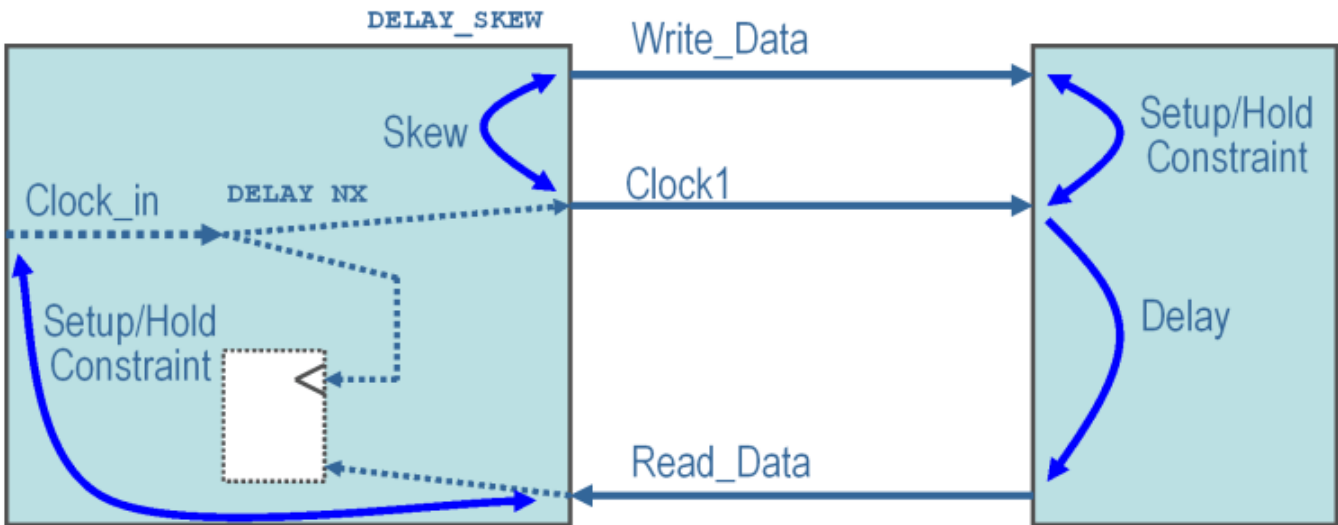 DELAY_SKEW
Write_Data
Skew
Setup/Hold
Constraint
Clock_in
DELAY NX
Clock1
Setup/Hold
Constraint
Delay
Read_Data